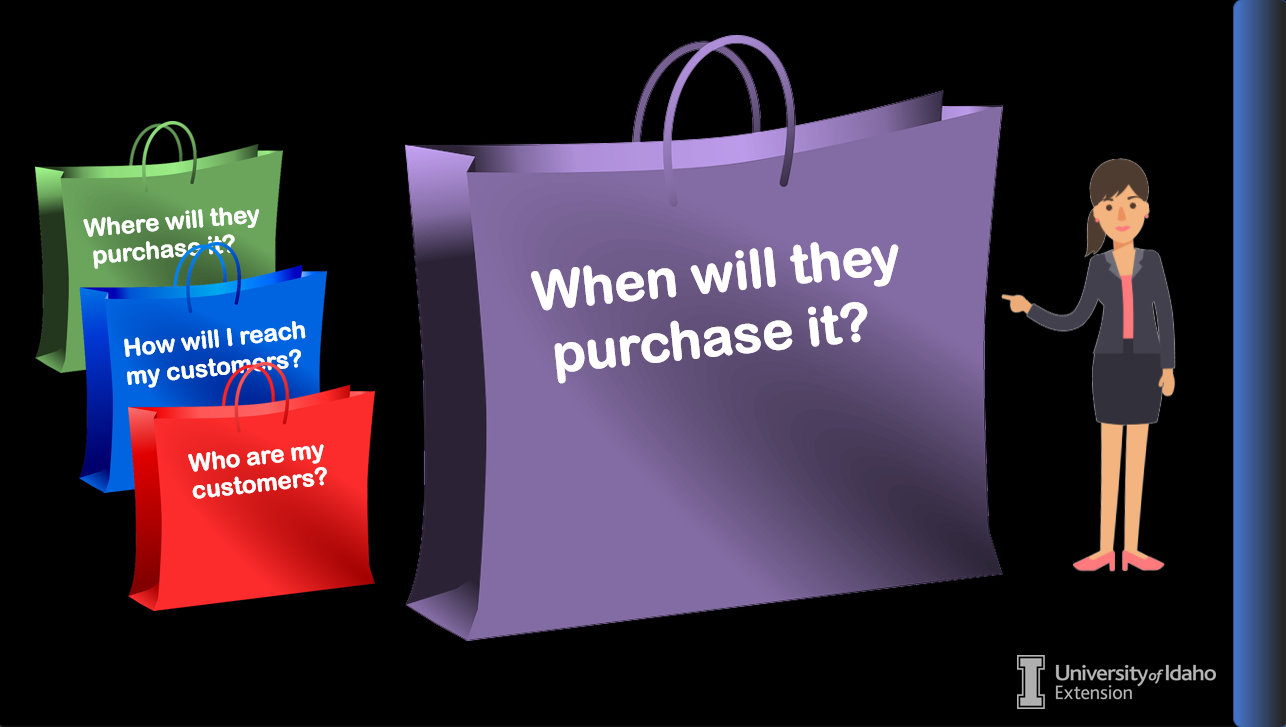 Where will they
purchase it?
How will I reach
my customers?
Who are my
customers?
When will they
purchase it?
I
University of Idaho
Extension